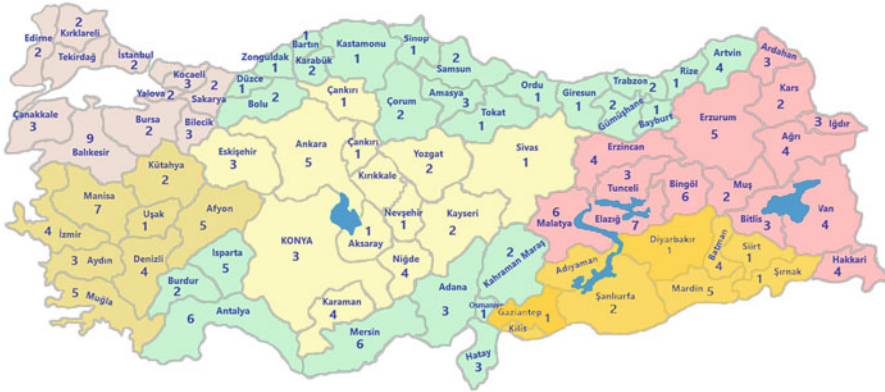 2
Kırklareli
Edirne
2
Tekirdağ
İstanbul
2
Kocaeli
3
2
Sakarya
Yalova
2
Çanakkale
3
9
Balıkesir
Bursa
2
Bilecik
3
Zonguldak
1
1
Bartın
Karabük
2
Düzce
1
Bolu
2
Kastamonu
1
Sinop
1
2
Samsun
Çankırı
1
Çorum
2
Amasya
3
Tokat
1
Ordu
1
Giresun
1
Trabzon
2
2
Gümüşhane
Rize
1
1
Bayburt
Artvin
4
Ardahan
3
Kars
2
3
Iğdır
Ağrı
4
Erzurum
5
Erzincan
4
3
Tunceli
Bingöl
6
Muş
2
Bitlis
3
Van
4
Hakkari
4
Elazığ
7
6
Malatya
Eskişehir
3
Ankara
5
Çankırı
1
Kırıkkale
Yozgat
2
Sivas
1
Kütahya
2
Manisa
7
Uşak
1
Afyon
5
4
İzmir
3
Aydın
Denizli
4
5
Muğla
Burdur
2
Isparta
5
6
Antalya
KONYA
3
1
Aksaray
Nevşehir
1
Kayseri
2
Niğde
4
Karaman
4
Mersin
6
Adana
3
2
Kahraman Maraş
Osmaniye
1
Hatay
3
Gaziantep
1
Kilis
Adıyaman
Şanlıurfa
2
Diyarbakır
1
Batman
4
Siirt
1
Mardin
5
1
Şırnak